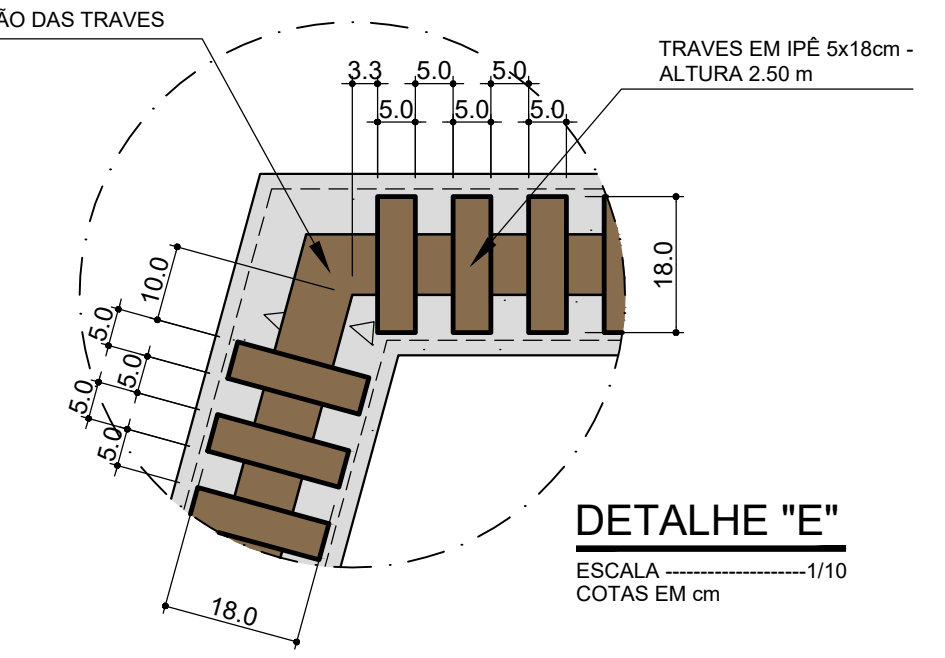 ÃO DAS TRAVES
TRAVES EM IPÊ 5x18cm -
ALTURA 2.50 m
3.3
5.0
5.0
5.0
5.0
5.0
18.0
10.0
5.0
5.0
5.0
5.0
18.0
DETALHE "E"
ESCALA --------------------1/10
COTAS EM cm